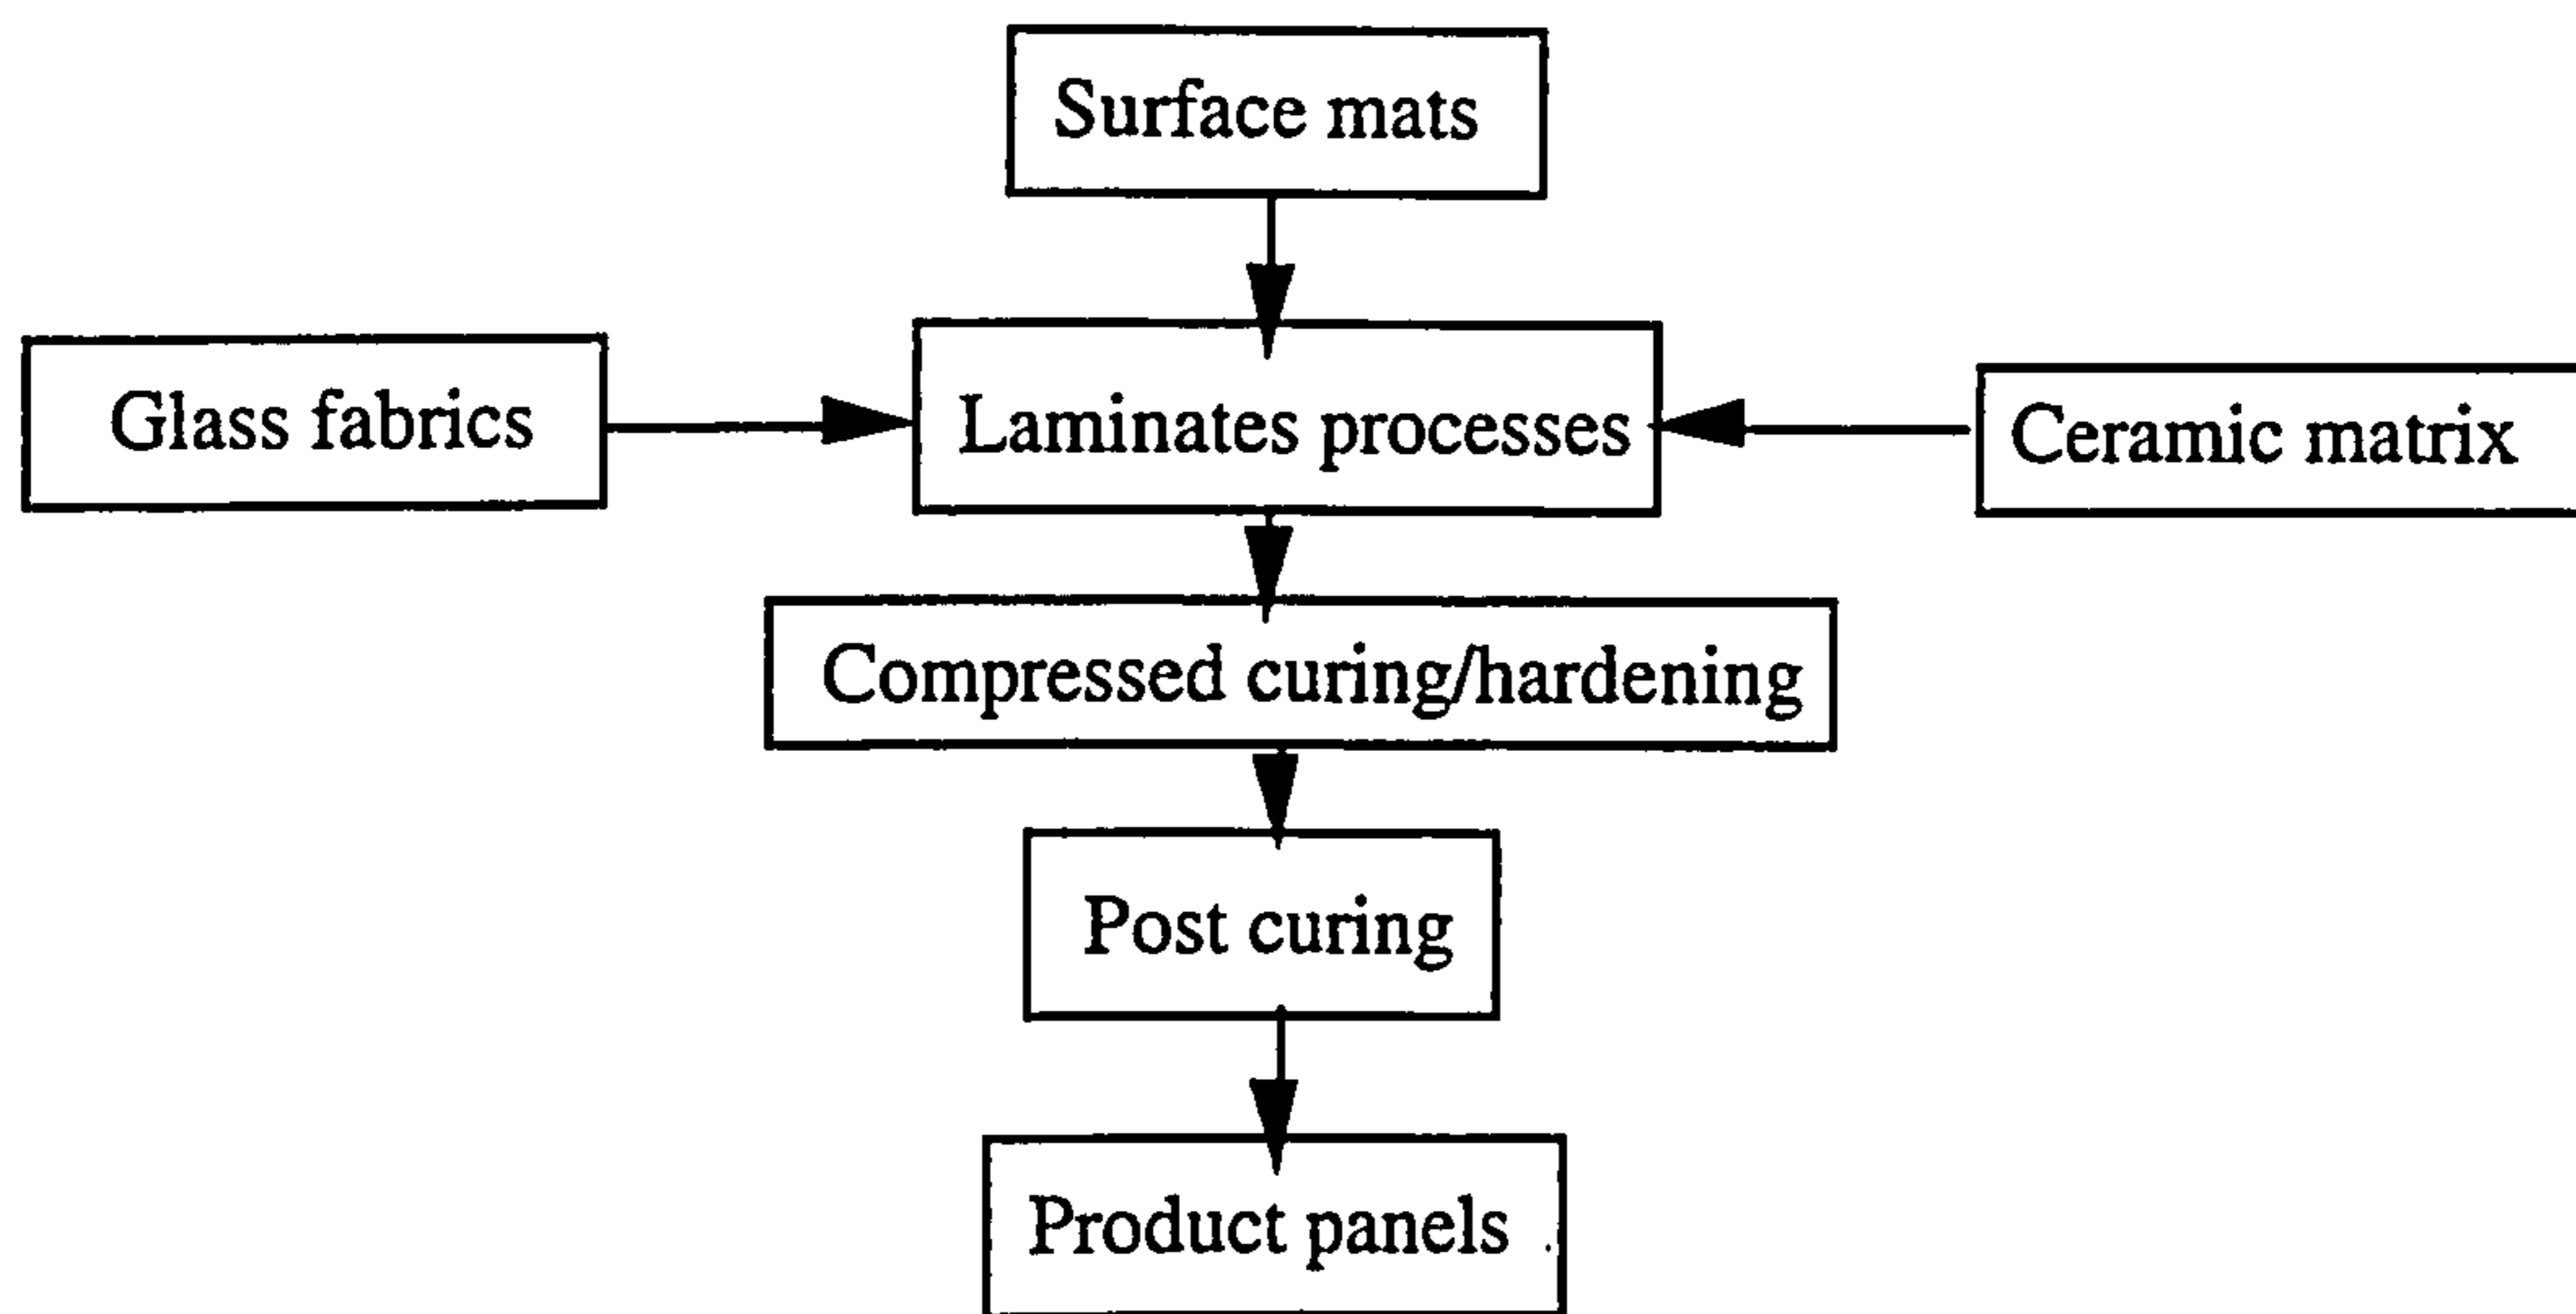 Surface mats
Glass fabrics
Laminates processes
Ceramic matrix
Compressed curing/hardening
Post curing
Product panels